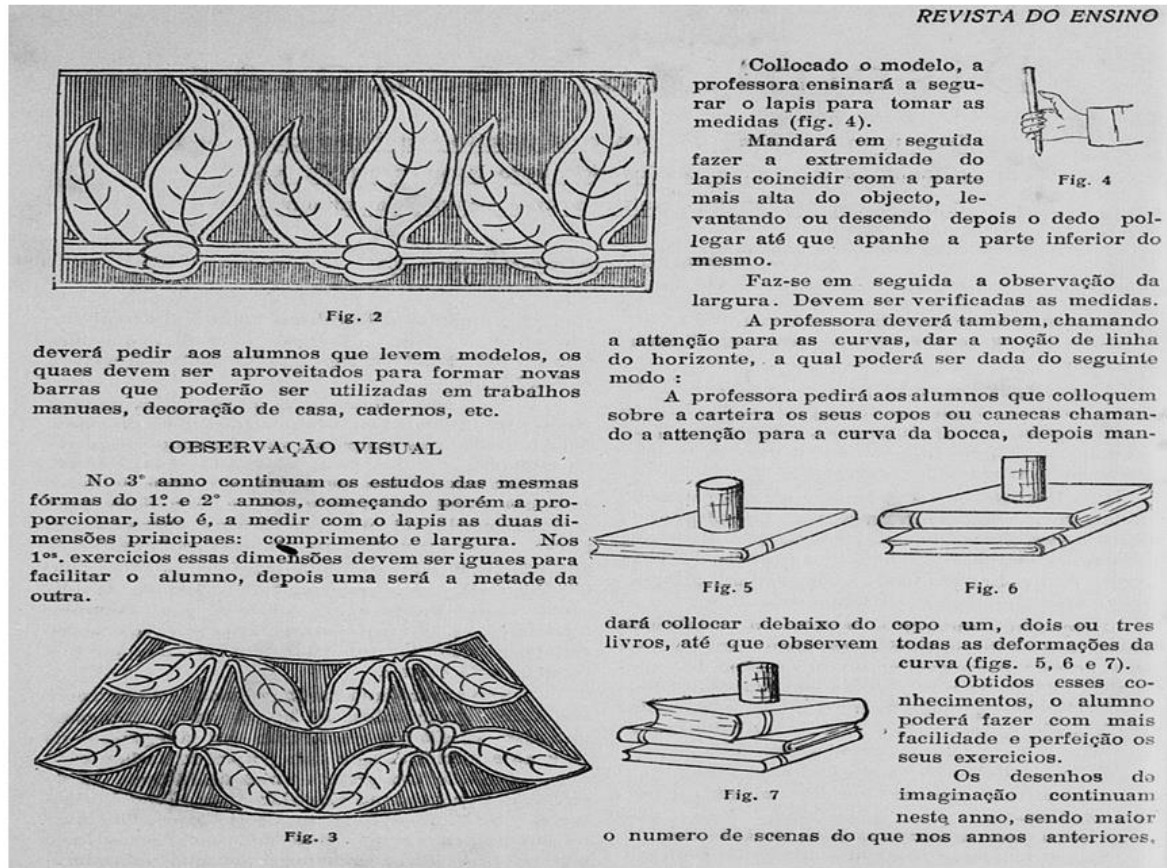 REVISTA DO ENSINO
Fig. 2
deverá pedir aos alumnos que levem modelos, os
quaes devem ser aproveitados para formar novas
barras que poderão ser utilizadas em trabalhos
manuaes, decoração de casa, cadernos, etc.
OBSERVAÇÃO VISUAL
No 3º anno continuam os estudos das mesmas
fórmas do 1º e 2º annos, começando porém a pro-
porcionar, isto é, a medir com o lapis as duas di-
mensões principaes: comprimento e largura. Nos
1ᵒˢ. exercicios essas dimensões devem ser iguaes para
facilitar o alumno, depois uma será a metade da
outra.
Fig. 3
Collocado o modelo, a
professora ensinará a segu-
rar o lapis para tomar as
medidas (fig. 4).
Mandará em seguida
fazer a extremidade do
lapis coincidir com a parte
mais alta do objecto, le-
Fig. 4
vantando ou descendo depois o dedo pol-
legar até que apanhe a parte inferior do
mesmo.
Faz-se em seguida a observação da
largura. Devem ser verificadas as medidas.
A professora deverá tambem, chamando
a attenção para as curvas, dar a noção de linha
do horizonte, a qual poderá ser dada do seguinte
modo :
A professora pedirá aos alumnos que colloquem
sobre a carteira os seus copos ou canecas chaman-
do a attenção para a curva da bocca, depois man-
Fig. 5
Fig. 6
dará collocar debaixo do copo um, dois ou tres
livros, até que observem todas as deformações da
curva (figs. 5, 6 e 7).
Obtidos esses co-
nhecimentos, o alumno
poderá fazer com mais
facilidade e perfeição os
seus exercicios.
Os desenhos de
imaginação continuam
neste anno, sendo maior
Fig. 7
o numero de scenas do que nos annos anteriores,